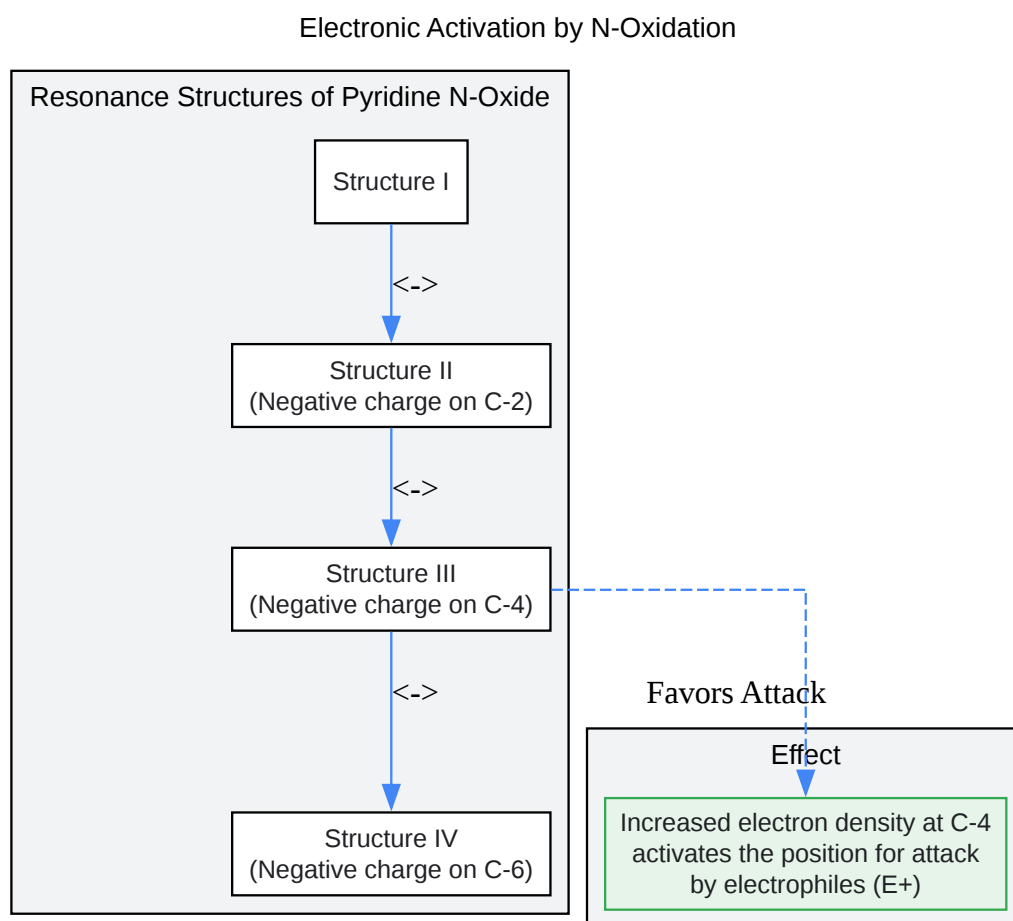 Electronic Activation by N-Oxidation
Resonance Structures of Pyridine N-Oxide
Structure I
<->
Structure II
(Negative charge on C-2)
<->
Structure III
(Negative charge on C-4)
<->
Structure IV
(Negative charge on C-6)
Favors Attack
Effect
Increased electron density at C-4
activates the position for attack
by electrophiles (E+)